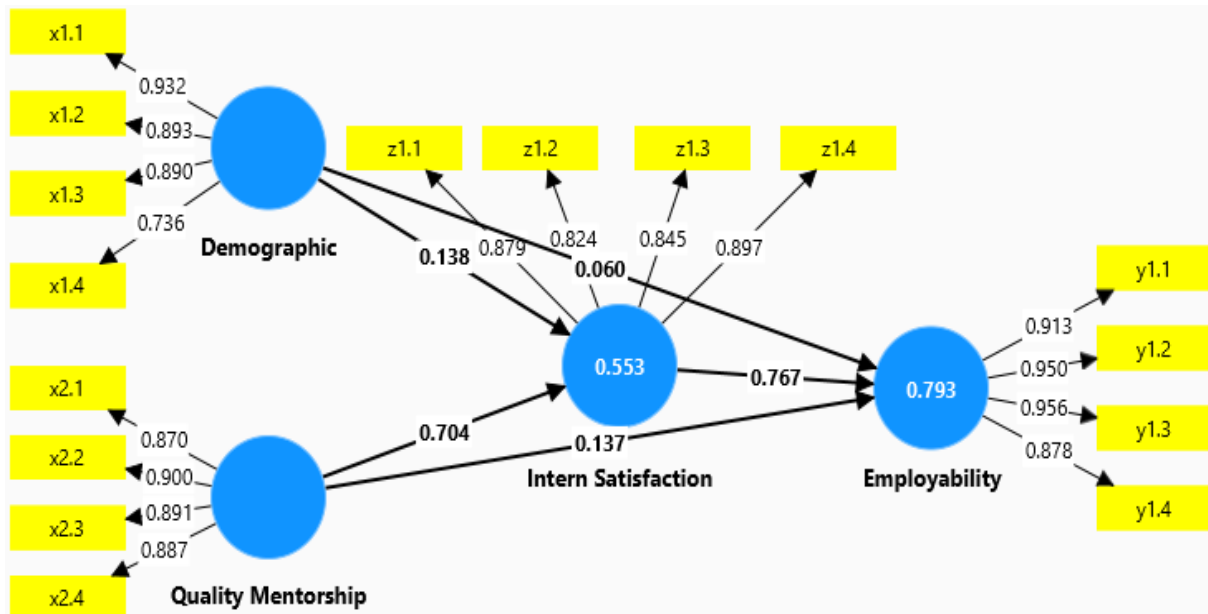 x1.1
0.932
x1.2
0.893
x1.3
0.890
x1.4
0.736
Demographic
z1.1
z1.2
z1.3
z1.4
0.879
0.824
0.845
0.897
0.138
0.060
0.553
Intern Satisfaction
0.767
0.704
0.137
x2.1
0.870
x2.2
0.900
x2.3
0.891
x2.4
0.887
Quality Mentorship
0.793
Employability
y1.1
0.913
y1.2
0.950
y1.3
0.956
y1.4
0.878